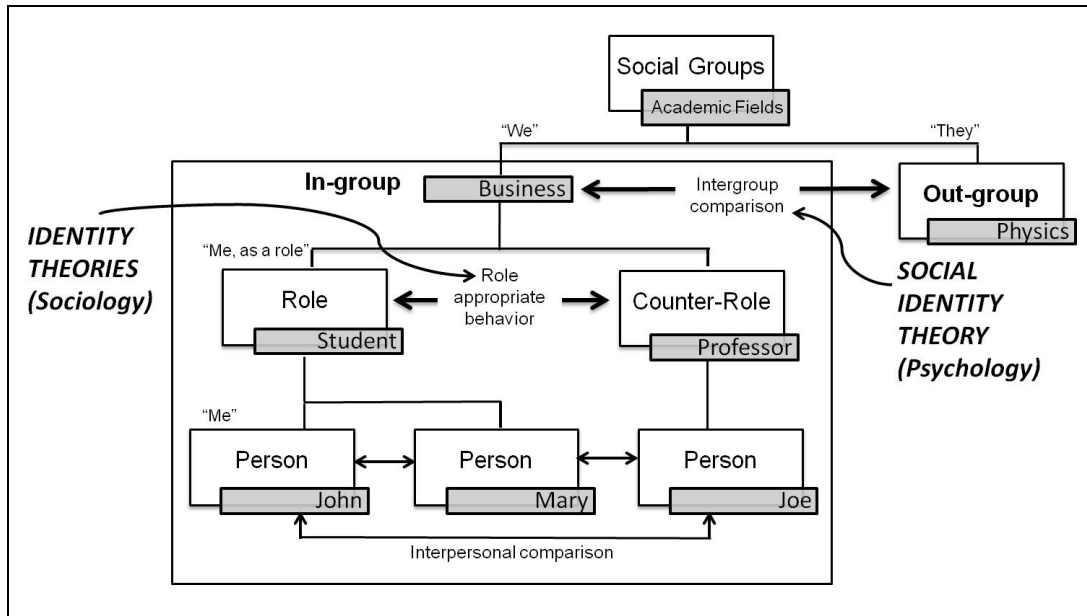 Social Groups
Academic Fields
“We”
“They”
In-group
Business
Intergroup
comparison
Out-group
Physics
IDENTITY
THEORIES
(Sociology)
“Me, as a role”
Role
appropriate
behavior
Role
Student
Counter-Role
Professor
SOCIAL
IDENTITY
THEORY
(Psychology)
“Me”
Person
John
Person
Mary
Person
Joe
Interpersonal comparison